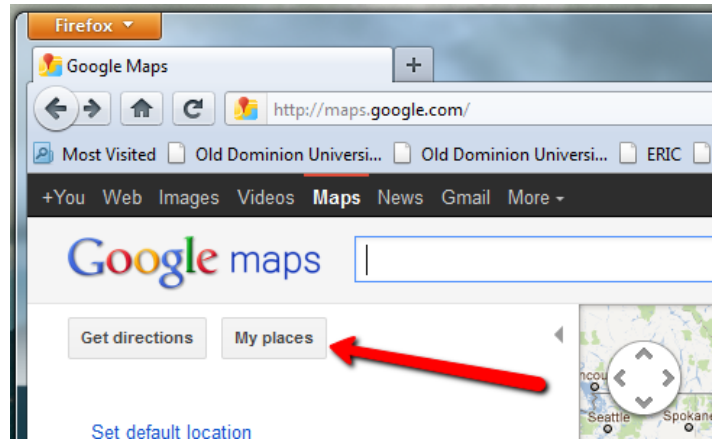 Firefox
Google Maps
http://maps.google.com/
Most Visited Old Dominion Universi... Old Dominion Universi... ERIC
+You Web Images Videos Maps News Gmail More
Google maps
Get directions My places
Set default location
Seattle Spokane